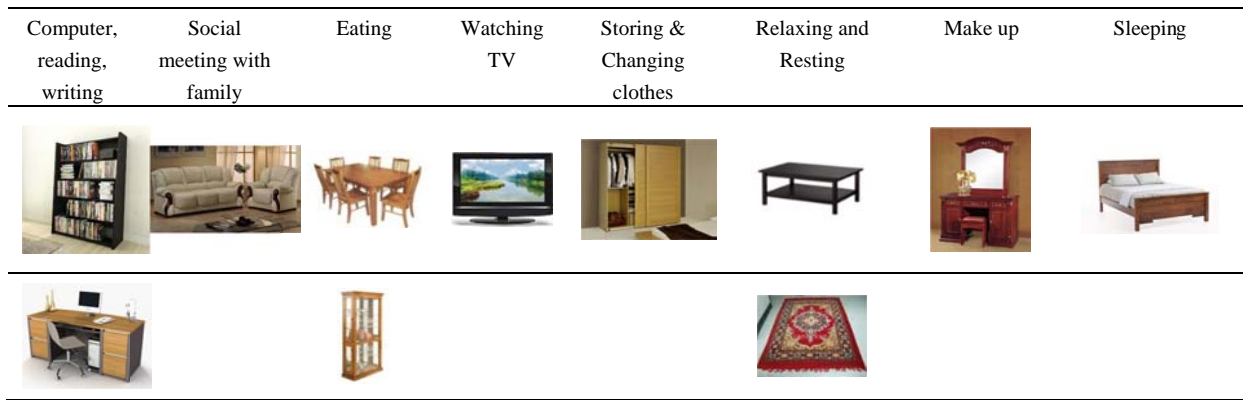 Computer,
reading,
writing
Social
meeting with
family
Eating
Watching
TV
Storing &
Changing
clothes
Relaxing and
Resting
Make up
Sleeping